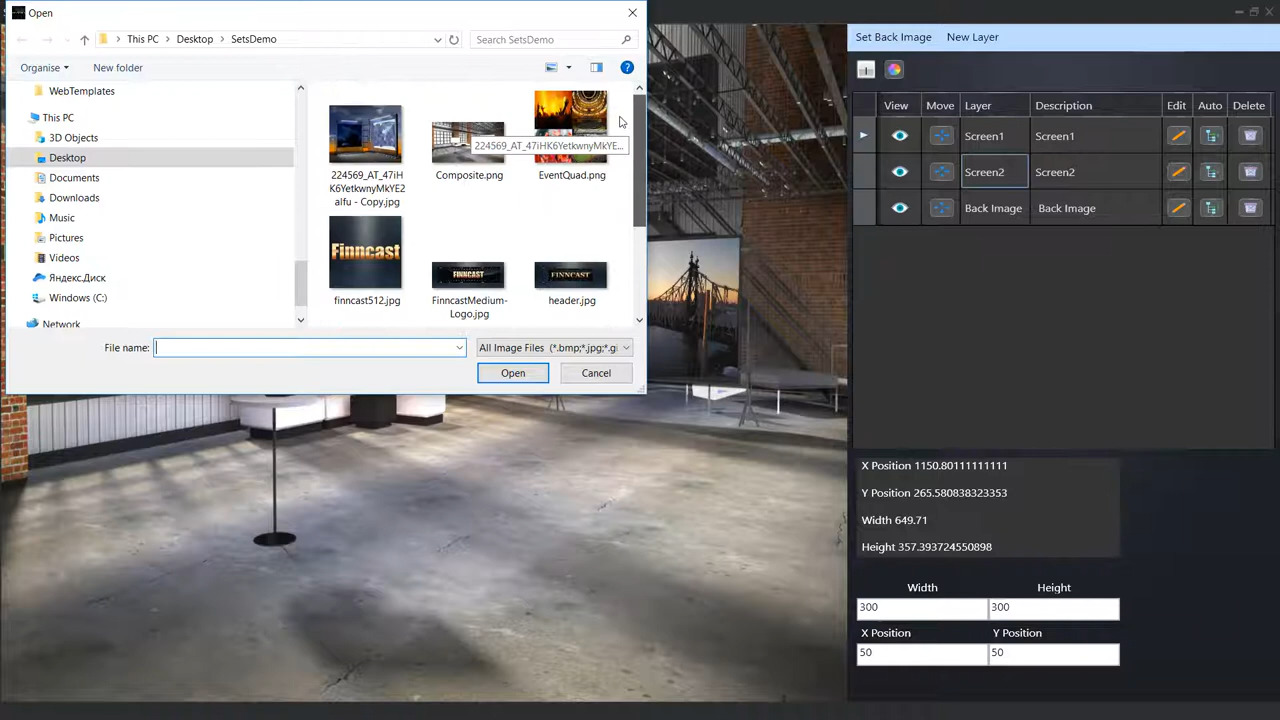 Open
This PC > Desktop > SetsDemo
Search SetsDemo
Organise
New folder
WebTemplates
This PC
3D Objects
Desktop
Documents
Downloads
Music
Pictures
Videos
Яндекс.Диск
Windows (C:)
Network
224569_AT_47iH
K6YetkwnyMkYE2
alfu - Copy.jpg
Composite.png
224569_AT_47iHK6YetkwnyMkYE...
EventQuad.png
Finncast
finncast512.jpg
FINNCAST
FinncastMedium-
Logo.jpg
FINNCAST
header.jpg
File name:
All Image Files (*.bmp;*.jpg;*.gi
Open
Cancel
Set Back Image
New Layer
View Move Layer Description Edit Auto Delete
Screen1 Screen1
Screen2 Screen2
Back Image Back Image
X Position 1150.80111111111
Y Position 265.580838323353
Width 649.71
Height 357.393724550898
Width Height
300 300
X Position Y Position
50 50